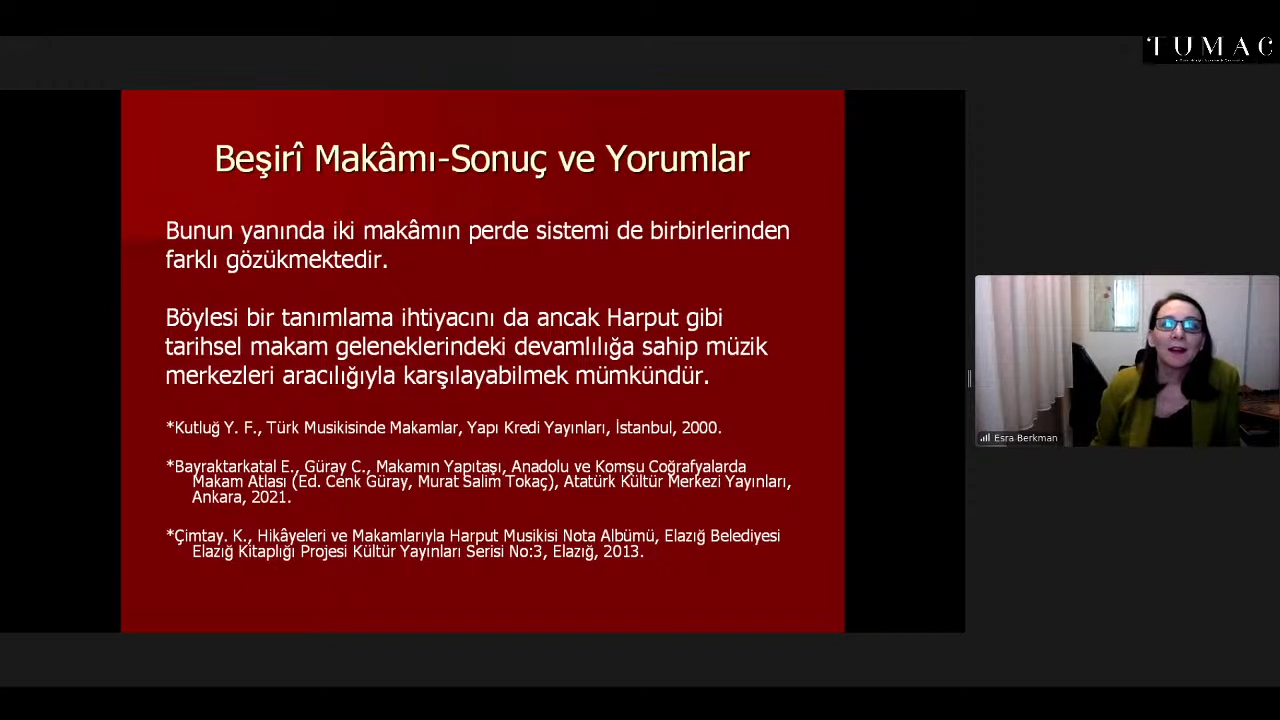 TUMAC
Beşirî Makâmı-Sonuç ve Yorumlar
Bunun yanında iki makâmın perde sistemi de birbirlerinden
farklı gözükmektedir.
Böylesi bir tanımlama ihtiyacını da ancak Harput gibi
tarihsel makam geleneklerindeki devamlılığa sahip müzik
merkezleri aracılığıyla karşılayabilmek mümkündür.
*Kutluğ Y. F., Türk Musikisinde Makamlar, Yapı Kredi Yayınları, İstanbul, 2000.
*Bayraktarkatal E., Güray C., Makamın Yapıtaşı, Anadolu ve Komşu Coğrafyalarda
Makam Atlası (Ed. Cenk Güray, Murat Salim Tokaç), Atatürk Kültür Merkezi Yayınları,
Ankara, 2021.
*Çimtay. K., Hikâyeleri ve Makamlarıyla Harput Musikisi Nota Albümü, Elazığ Belediyesi
Elazığ Kitaplığı Projesi Kültür Yayınları Serisi No:3, Elazığ, 2013.
Esra Berkman